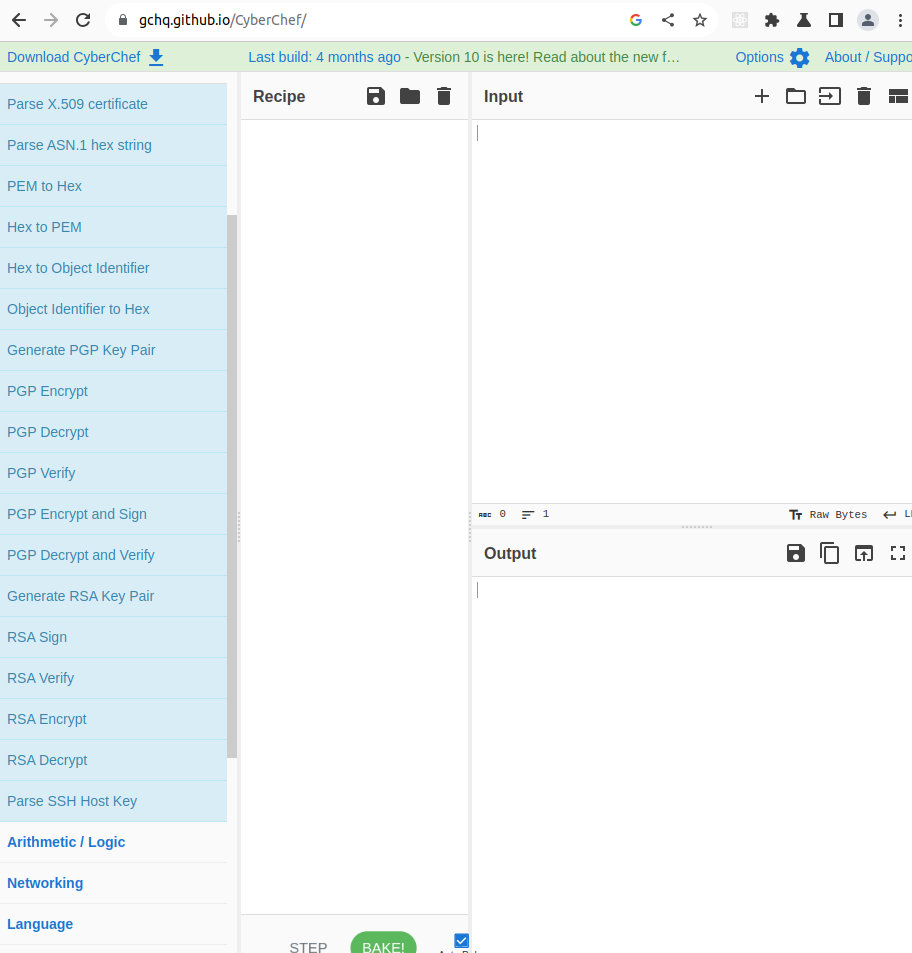 gchq.github.io/CyberChef/
Download CyberChef
Last build: 4 months ago - Version 10 is here! Read about the new f...
Options
About / Suppo
Parse X.509 certificate
Parse ASN.1 hex string
PEM to Hex
Hex to PEM
Hex to Object Identifier
Object Identifier to Hex
Generate PGP Key Pair
PGP Encrypt
PGP Decrypt
PGP Verify
PGP Encrypt and Sign
PGP Decrypt and Verify
Generate RSA Key Pair
RSA Sign
RSA Verify
RSA Encrypt
RSA Decrypt
Parse SSH Host Key
Arithmetic / Logic
Networking
Language
Recipe
STEP
BAKE!
Input
ABC 0
1
Raw Bytes
Output